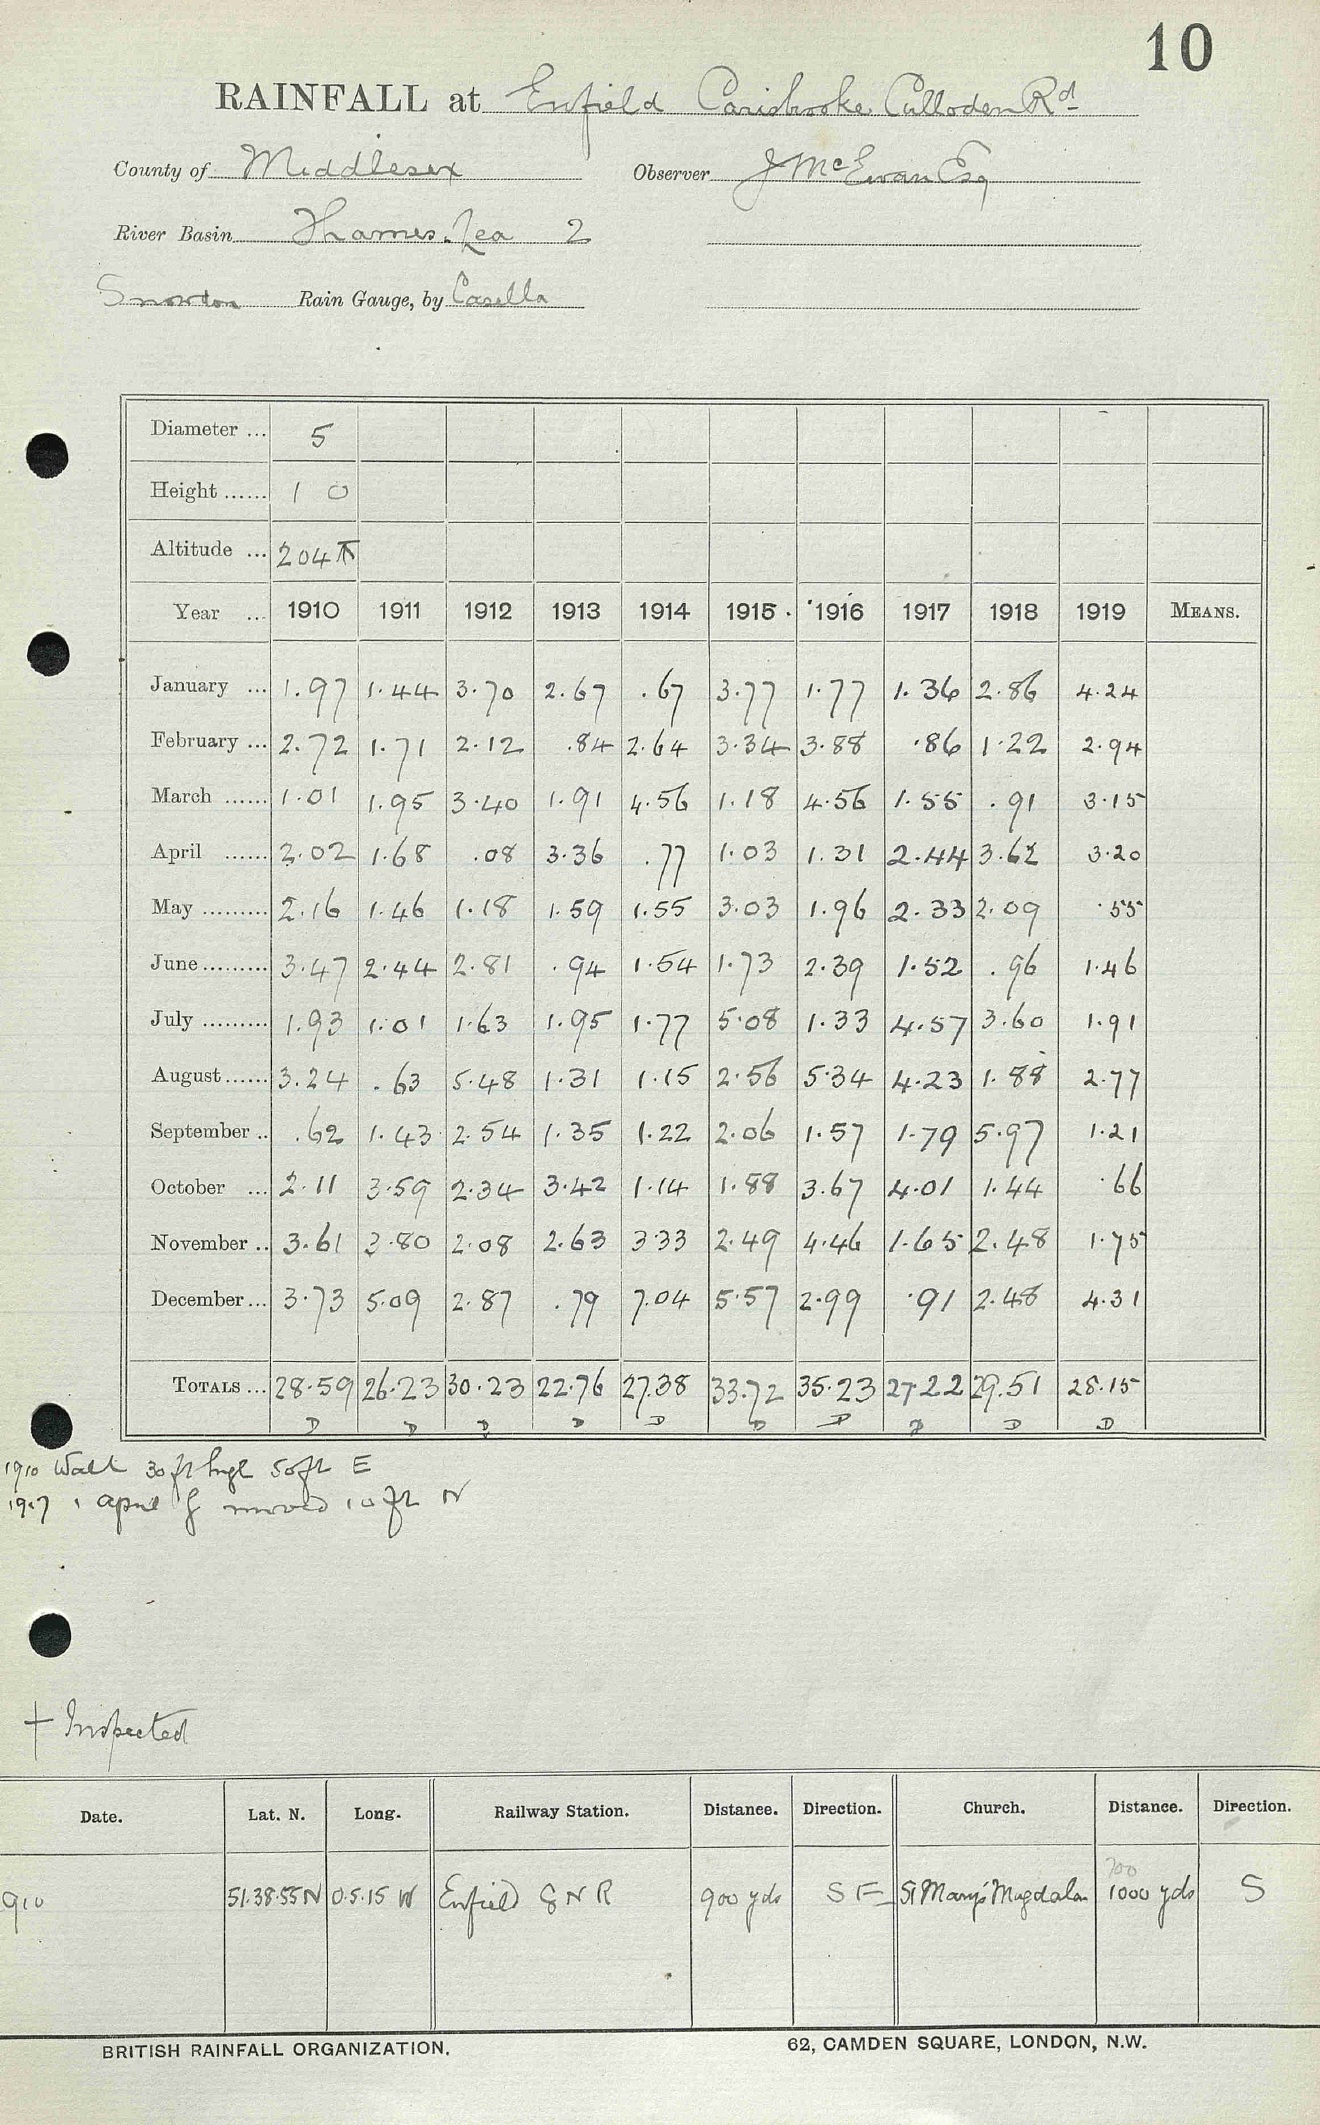 10
RAINFALL at Enfield Carisbrooke Culloden Rd
County of Middlesex Observer J McEwan Esq
River Basin Thames. Lea 2
Snowdon Rain Gauge, by Casella
Diameter ... 5
Height ...... 1 0
Altitude ... 204
Year ... 1910 1911 1912 1913 1914 1915 1916 1917 1918 1919 MEANS.
January ... 1.97 1.44 3.70 2.67 .67 3.77 1.77 1.36 2.86 4.24
February ... 2.72 1.71 2.12 .84 2.64 3.34 3.88 .86 1.22 2.94
March ...... 1.01 1.95 3.40 1.91 4.56 1.18 4.56 1.55 .91 3.15
April ...... 2.02 1.68 .08 3.36 .77 1.03 1.31 2.44 3.62 3.20
May ......... 2.16 1.46 1.18 1.59 1.55 3.03 1.96 2.33 2.09 .55
June ......... 3.47 2.44 2.81 .94 1.54 1.73 2.39 1.52 .96 1.46
July ......... 1.93 1.01 1.63 1.95 1.77 5.08 1.33 4.57 3.60 1.91
August ...... 3.24 .63 5.48 1.31 1.15 2.56 5.34 4.23 1.88 2.77
September .. .62 1.43 2.54 1.35 1.22 2.06 1.57 1.79 5.97 1.21
October ... 2.11 3.59 2.34 3.42 1.14 1.88 3.67 4.01 1.44 .66
November .. 3.61 3.80 2.08 2.63 3.33 2.49 4.46 1.65 2.48 1.75
December ... 3.73 5.09 2.87 .79 7.04 5.57 2.99 .91 2.48 4.31
TOTALS ... 28.59 26.23 30.23 22.76 27.38 33.72 35.23 27.22 29.51 28.15
D D D D D D D D D D
1910 Wall 30 ft high 50 ft E
1917 1 April G moved 10 ft N
† Inspected
Date. Lat. N. Long. Railway Station. Distance. Direction. Church. Distance. Direction.
700
910 51.38.55N 0.5.15 W Enfield G N R 900 yds SE St Mary's Magdalan 1000 yds S
BRITISH RAINFALL ORGANIZATION. 62, CAMDEN SQUARE, LONDON, N.W.